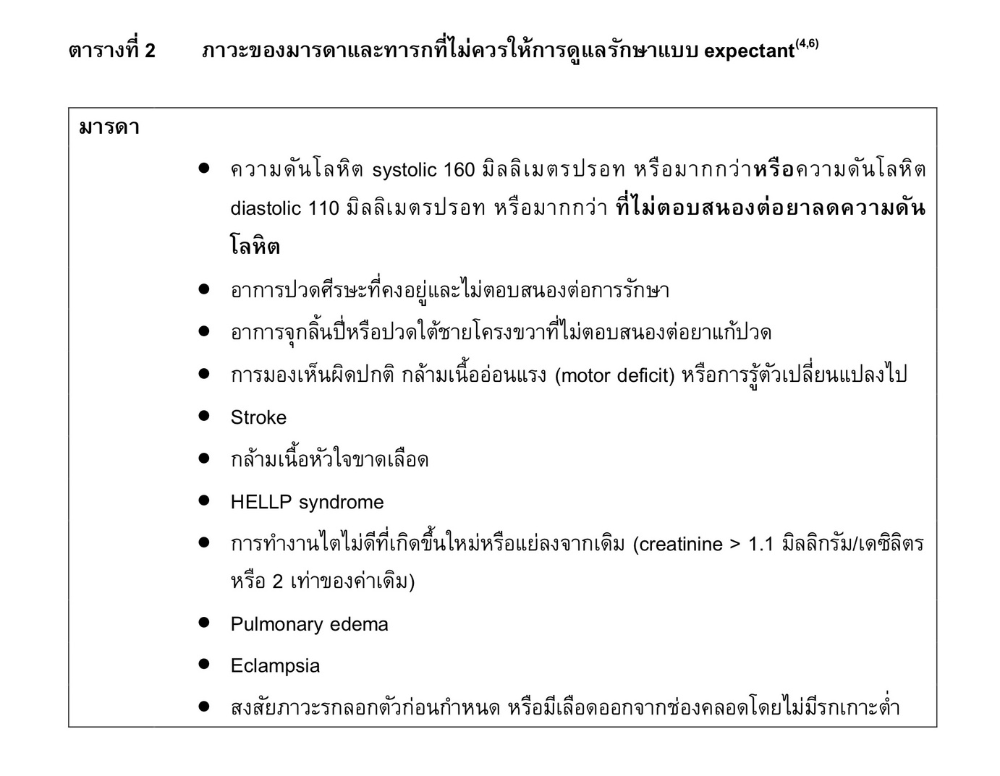 ตารางที่ 2 ภาวะของมารดาและทารกที่ไม่ควรให้การดูแลรักษาแบบ expectant(4,6)
มารดา
● ความดันโลหิต systolic 160 มิลลิเมตรปรอท หรือมากกว่าหรือความดันโลหิต
diastolic 110 มิลลิเมตรปรอท หรือมากกว่า ที่ไม่ตอบสนองต่อยาลดความดัน
โลหิต
● อาการปวดศีรษะที่คงอยู่และไม่ตอบสนองต่อการรักษา
● อาการจุกลิ้นปี่หรือปวดใต้ชายโครงขวาที่ไม่ตอบสนองต่อยาแก้ปวด
● การมองเห็นผิดปกติ กล้ามเนื้ออ่อนแรง (motor deficit) หรือการรู้ตัวเปลี่ยนแปลงไป
● Stroke
● กล้ามเนื้อหัวใจขาดเลือด
● HELLP syndrome
● การทำงานไตไม่ดีที่เกิดขึ้นใหม่หรือแย่ลงจากเดิม (creatinine > 1.1 มิลลิกรัม/เดซิลิตร
หรือ 2 เท่าของค่าเดิม)
● Pulmonary edema
● Eclampsia
● สงสัยภาวะรกลอกตัวก่อนกำหนด หรือมีเลือดออกจากช่องคลอดโดยไม่มีรกเกาะต่ำ